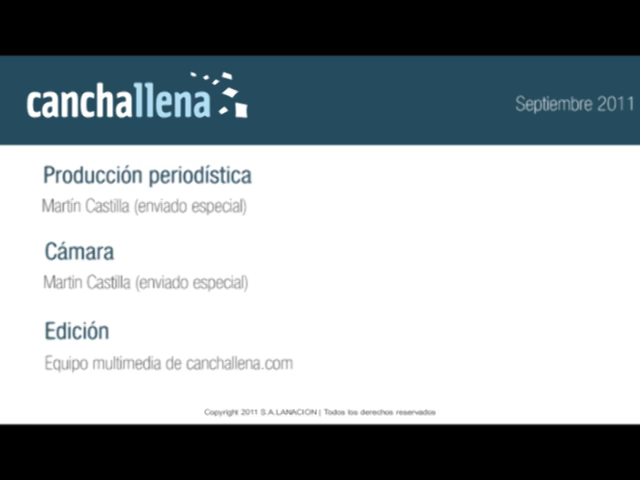 canchallena
Septiembre 2011
Producción periodística
Martín Castilla (enviado especial)
Cámara
Martin Castilla (enviado especial)
Edición
Equipo multimedia de canchallena.com
Copyright 2011 S.A.LANACION | Todos los derechos reservados